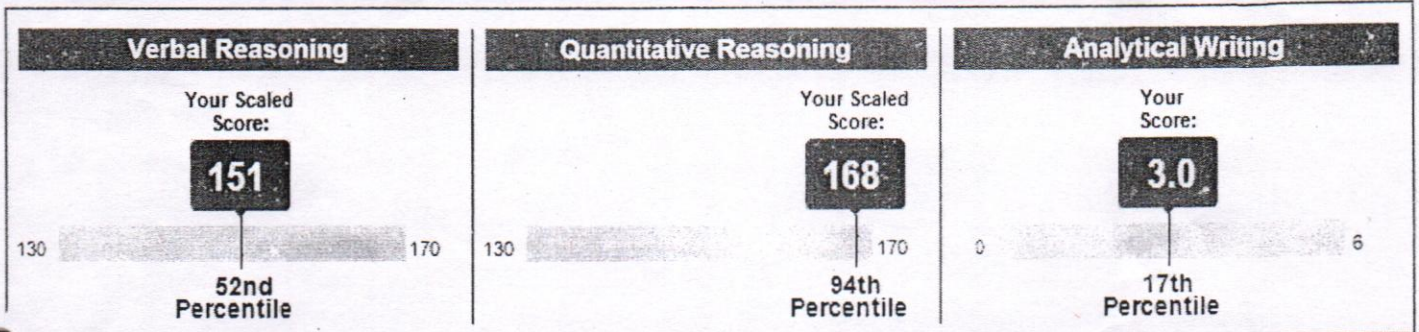 Verbal Reasoning
Your Scaled
Score:
151
130
170
52nd
Percentile
Quantitative Reasoning
Your Scaled
Score:
168
130
170
94th
Percentile
Analytical Writing
Your
Score:
3.0
0
6
17th
Percentile